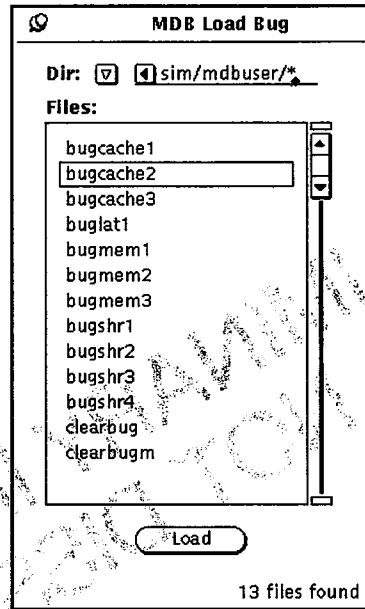 MDB Load Bug
Dir: sim/mdbuser/*
Files:
bugcache1
bugcache2
bugcache3
buglat1
bugmem1
bugmem2
bugmem3
bugshr1
bugshr2
bugshr3
bugshr4
clearbug
clearbugm
Load
13 files found